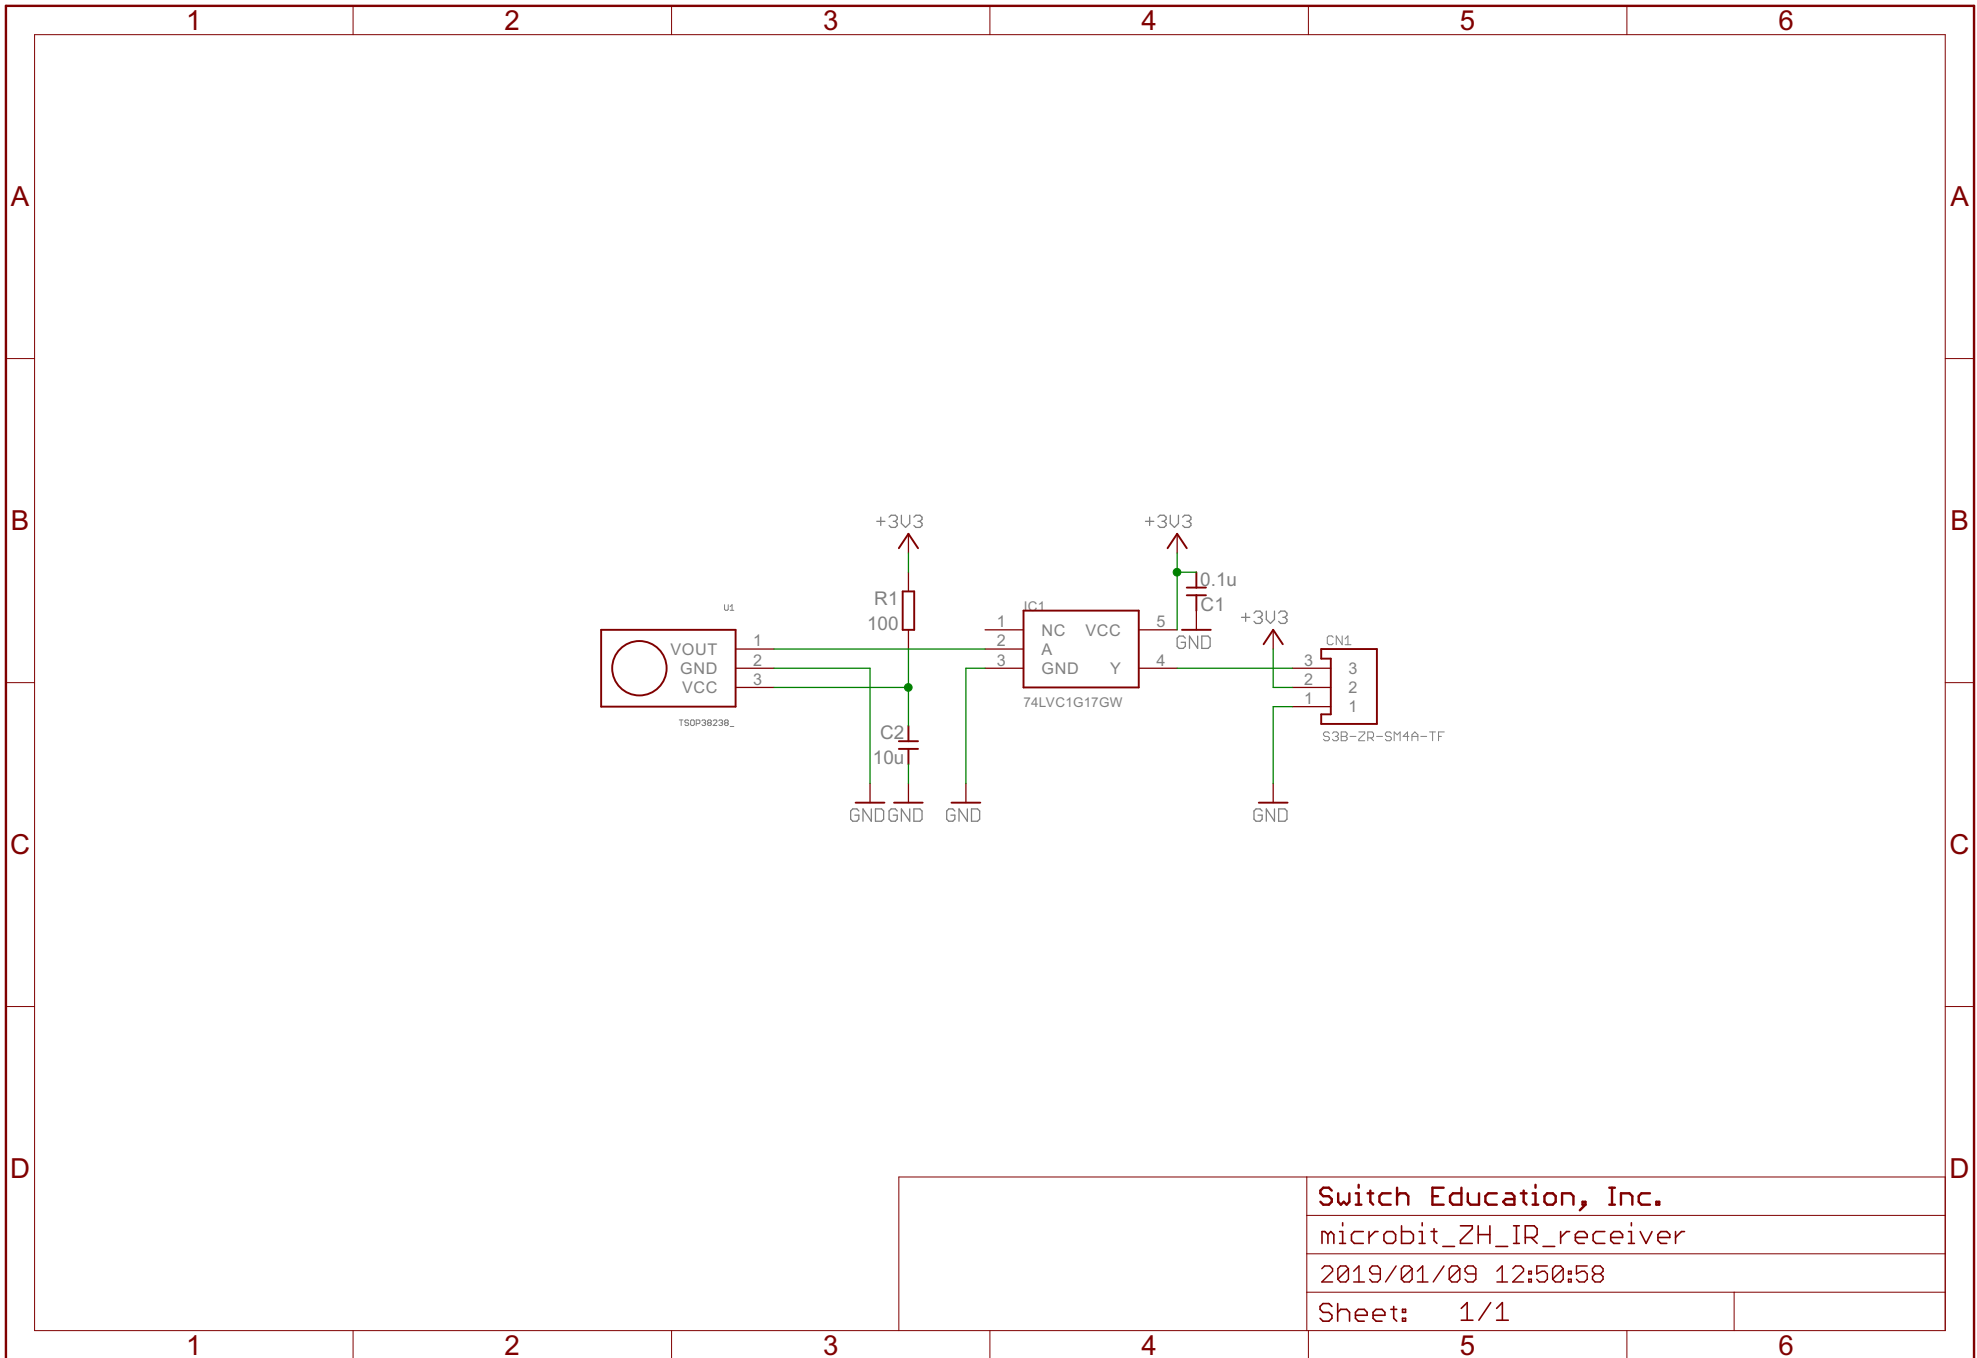 1 2 3 4 5 6
A A
B B
C C
D D
+3V3
R1
100
U1
VOUT 1
GND 2
VCC 3
TSOP38238_
C2
10u
GND GND GND
+3V3
0.1u
C1
GND
IC1
1 NC VCC 5
2 A
3 GND Y 4
74LVC1G17GW
+3V3
CN1
3 3
2 2
1 1
S3B-ZR-SM4A-TF
GND
Switch Education, Inc.
microbit_ZH_IR_receiver
2019/01/09 12:50:58
Sheet: 1/1
1 2 3 4 5 6